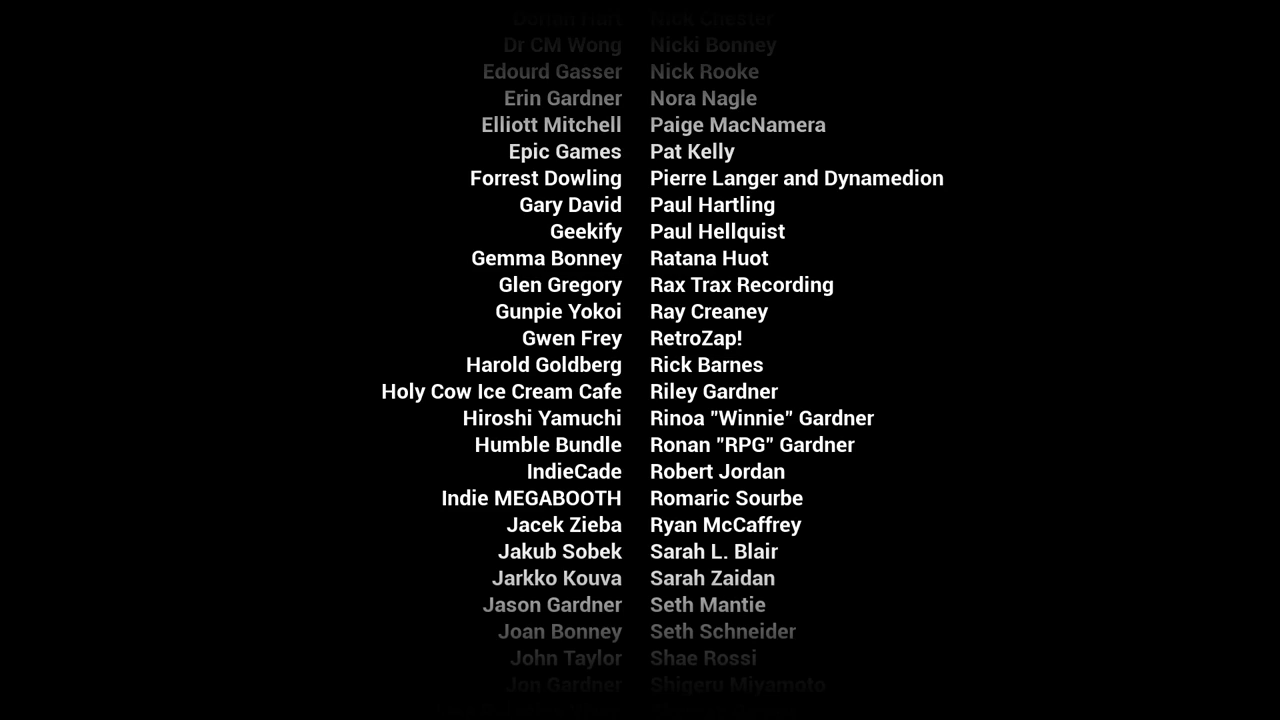 Nick Chester
Dr CM Wong Nicki Bonney
Edourd Gasser Nick Rooke
Erin Gardner Nora Nagle
Elliott Mitchell Paige MacNamera
Epic Games Pat Kelly
Forrest Dowling Pierre Langer and Dynamedion
Gary David Paul Hartling
Geekify Paul Hellquist
Gemma Bonney Ratana Huot
Glen Gregory Rax Trax Recording
Gunpie Yokoi Ray Creaney
Gwen Frey RetroZap!
Harold Goldberg Rick Barnes
Holy Cow Ice Cream Cafe Riley Gardner
Hiroshi Yamuchi Rinoa "Winnie" Gardner
Humble Bundle Ronan "RPG" Gardner
IndieCade Robert Jordan
Indie MEGABOOTH Romaric Sourbe
Jacek Zieba Ryan McCaffrey
Jakub Sobek Sarah L. Blair
Jarkko Kouva Sarah Zaidan
Jason Gardner Seth Mantie
Joan Bonney Seth Schneider
John Taylor Shae Rossi
Jon Gardner Shigeru Miyamoto